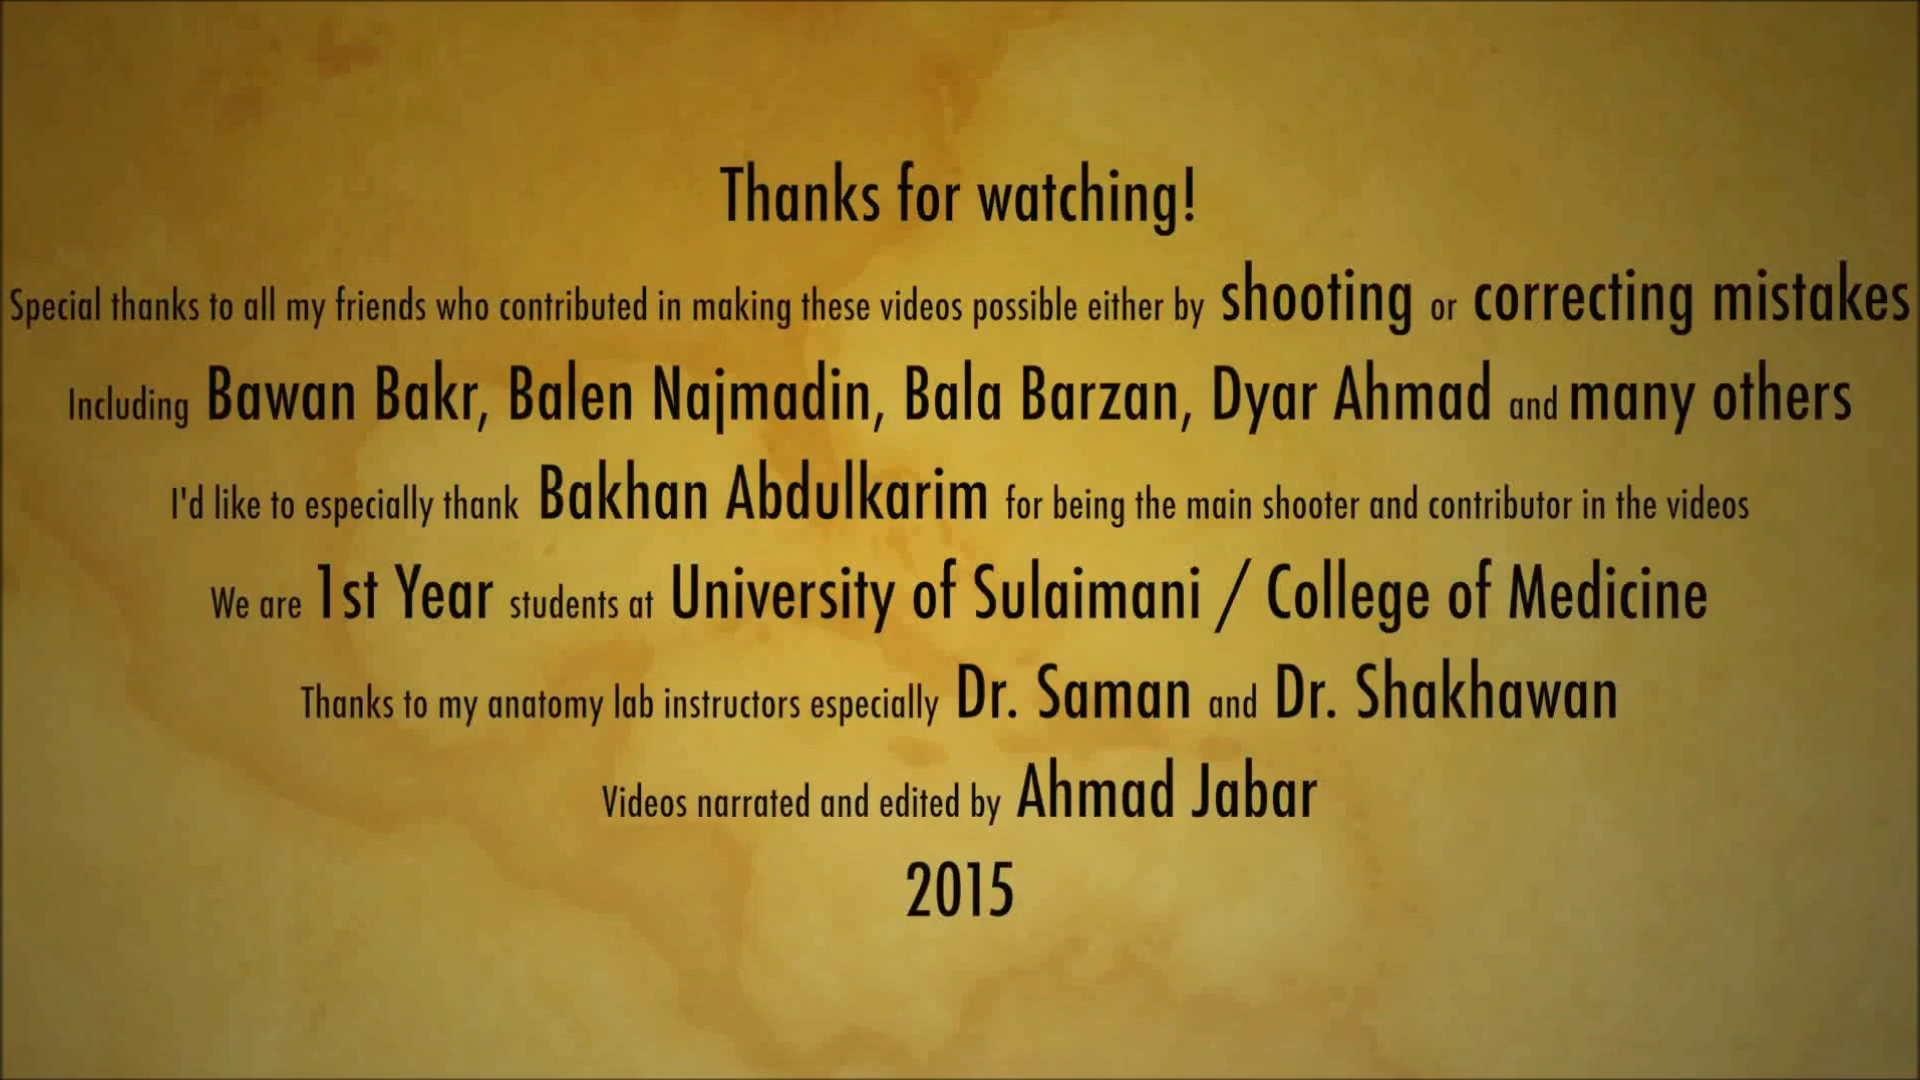 Thanks for watching!
Special thanks to all my friends who contributed in making these videos possible either by shooting or correcting mistakes
Including Bawan Bakr, Balen Najmadin, Bala Barzan, Dyar Ahmad and many others
I'd like to especially thank Bakhan Abdulkarim for being the main shooter and contributor in the videos
We are 1st Year students at University of Sulaimani / College of Medicine
Thanks to my anatomy lab instructors especially Dr. Saman and Dr. Shakhawan
Videos narrated and edited by Ahmad Jabar
2015